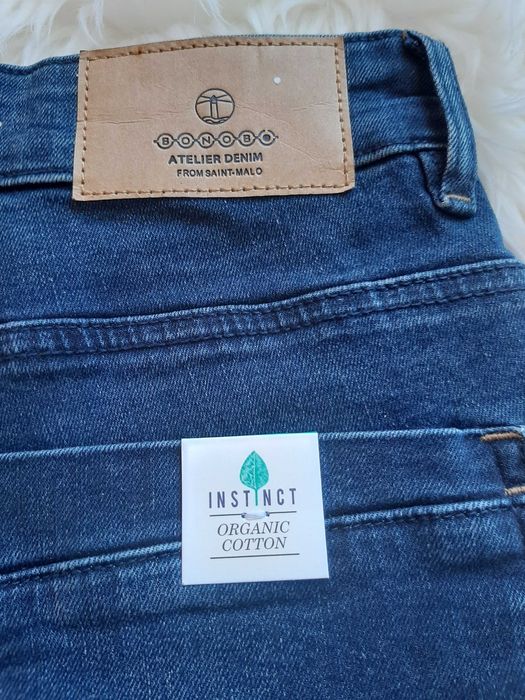 BONOBO
ATELIER DENIM
FROM SAINT-MALO
INSTINCT
ORGANIC
COTTON